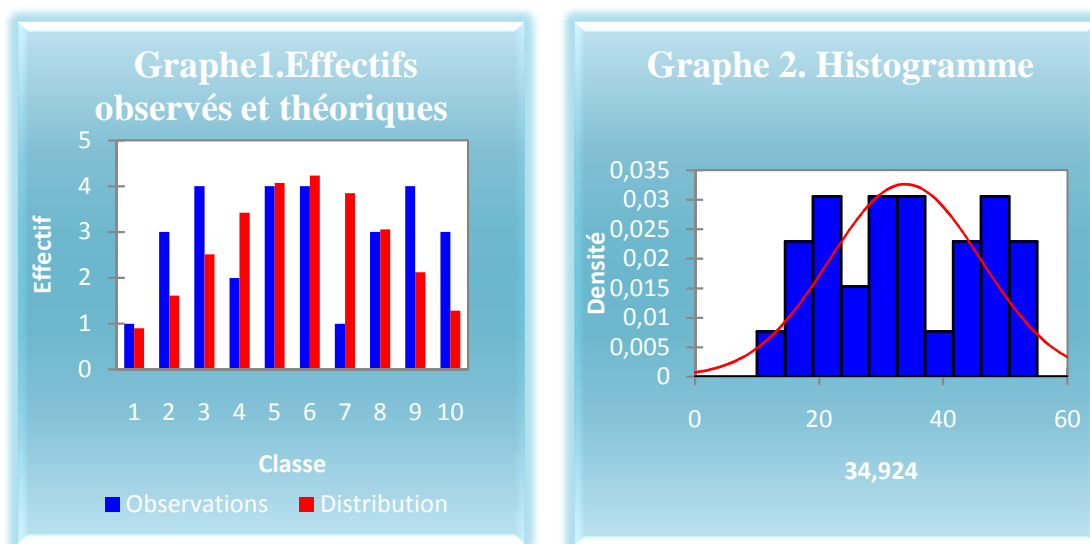 Graphe1.Effectifs
observés et théoriques
5
4
3
2
1
0
Effectif
1 2 3 4 5 6 7 8 9 10
Classe
Observations Distribution
Graphe 2. Histogramme
0,035
0,03
0,025
0,02
0,015
0,01
0,005
0
Densité
0 20 40 60
34,924